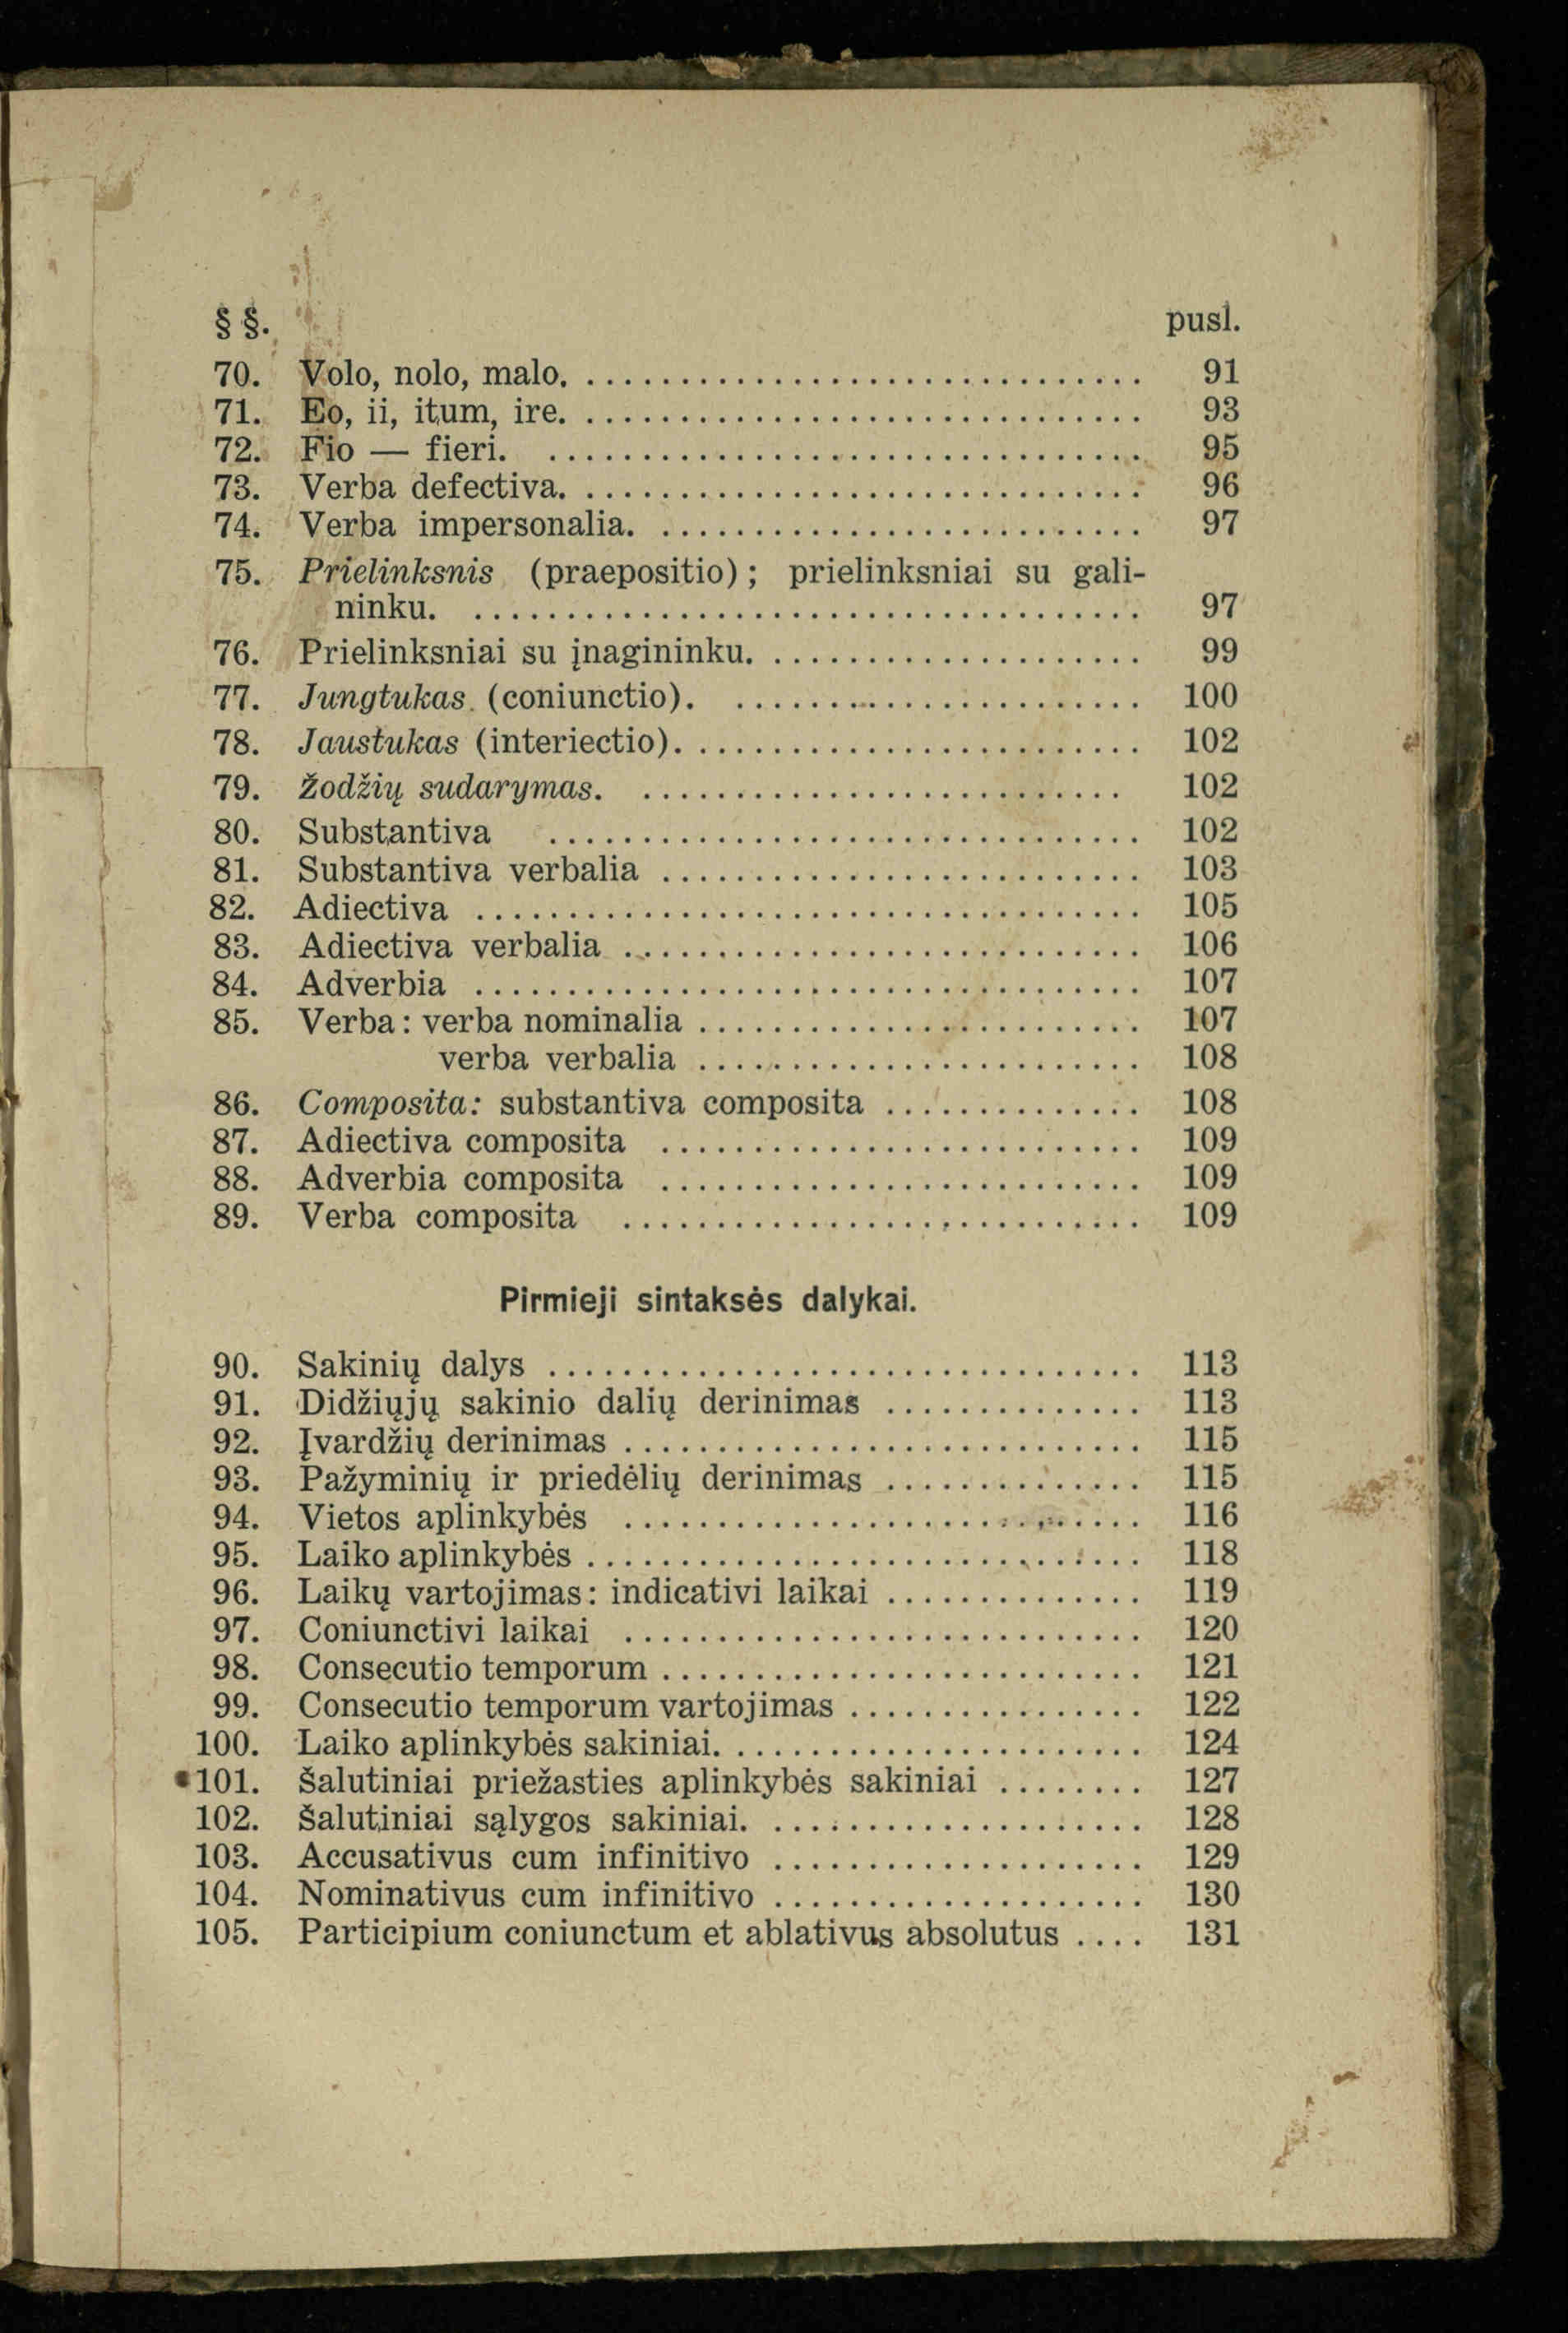 § §. pusl.
70. Volo, nolo, malo. .............................. 91
71. Eo, ii, itum, ire. .............................. 93
72. Fio — fieri. ................................ 95
73. Verba defectiva. .............................. 96
74. Verba impersonalia. .......................... 97
75. Prielinksnis (praepositio); prielinksniai su gali-
ninku. .................................... 97
76. Prielinksniai su įnagininku. .................... 99
77. Jungtukas (coniunctio). ...................... 100
78. Jaustukas (interiectio). ........................ 102
79. Žodžių sudarymas. .......................... 102
80. Substantiva ................................ 102
81. Substantiva verbalia .......................... 103
82. Adiectiva .................................... 105
83. Adiectiva verbalia ............................ 106
84. Adverbia .................................... 107
85. Verba: verba nominalia ........................ 107
verba verbalia ........................ 108
86. Composita: substantiva composita .............. 108
87. Adiectiva composita .......................... 109
88. Adverbia composita .......................... 109
89. Verba composita ............................ 109
Pirmieji sintaksės dalykai.
90. Sakinių dalys ................................ 113
91. Didžiųjų sakinio dalių derinimas .............. 113
92. Įvardžių derinimas ............................ 115
93. Pažyminių ir priedėlių derinimas .............. 115
94. Vietos aplinkybės ............................ 116
95. Laiko aplinkybės .............................. 118
96. Laikų vartojimas: indicativi laikai .............. 119
97. Coniunctivi laikai ............................ 120
98. Consecutio temporum .......................... 121
99. Consecutio temporum vartojimas ................ 122
100. Laiko aplinkybės sakiniai. ...................... 124
101. Šalutiniai priežasties aplinkybės sakiniai ........ 127
102. Šalutiniai sąlygos sakiniai. .................... 128
103. Accusativus cum infinitivo .................... 129
104. Nominativus cum infinitivo .................... 130
105. Participium coniunctum et ablativus absolutus .... 131